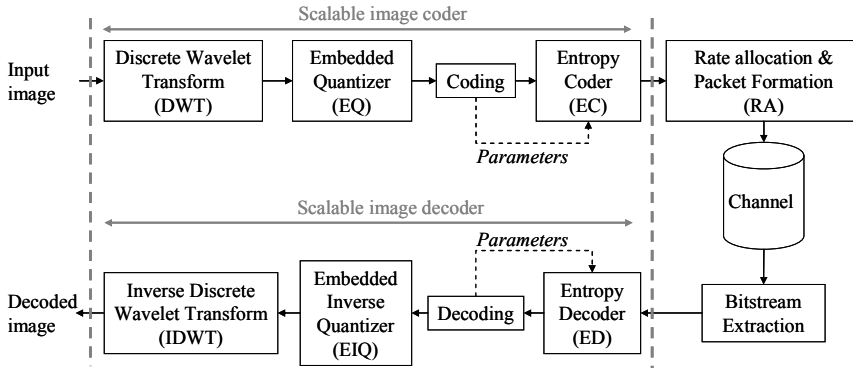 Scalable image coder
Input
image
Discrete Wavelet
Transform
(DWT)
Embedded
Quantizer
(EQ)
Coding
Entropy
Coder
(EC)
Rate allocation &
Packet Formation
(RA)
Parameters
Channel
Scalable image decoder
Parameters
Decoded
image
Inverse Discrete
Wavelet Transform
(IDWT)
Embedded
Inverse
Quantizer
(EIQ)
Decoding
Entropy
Decoder
(ED)
Bitstream
Extraction